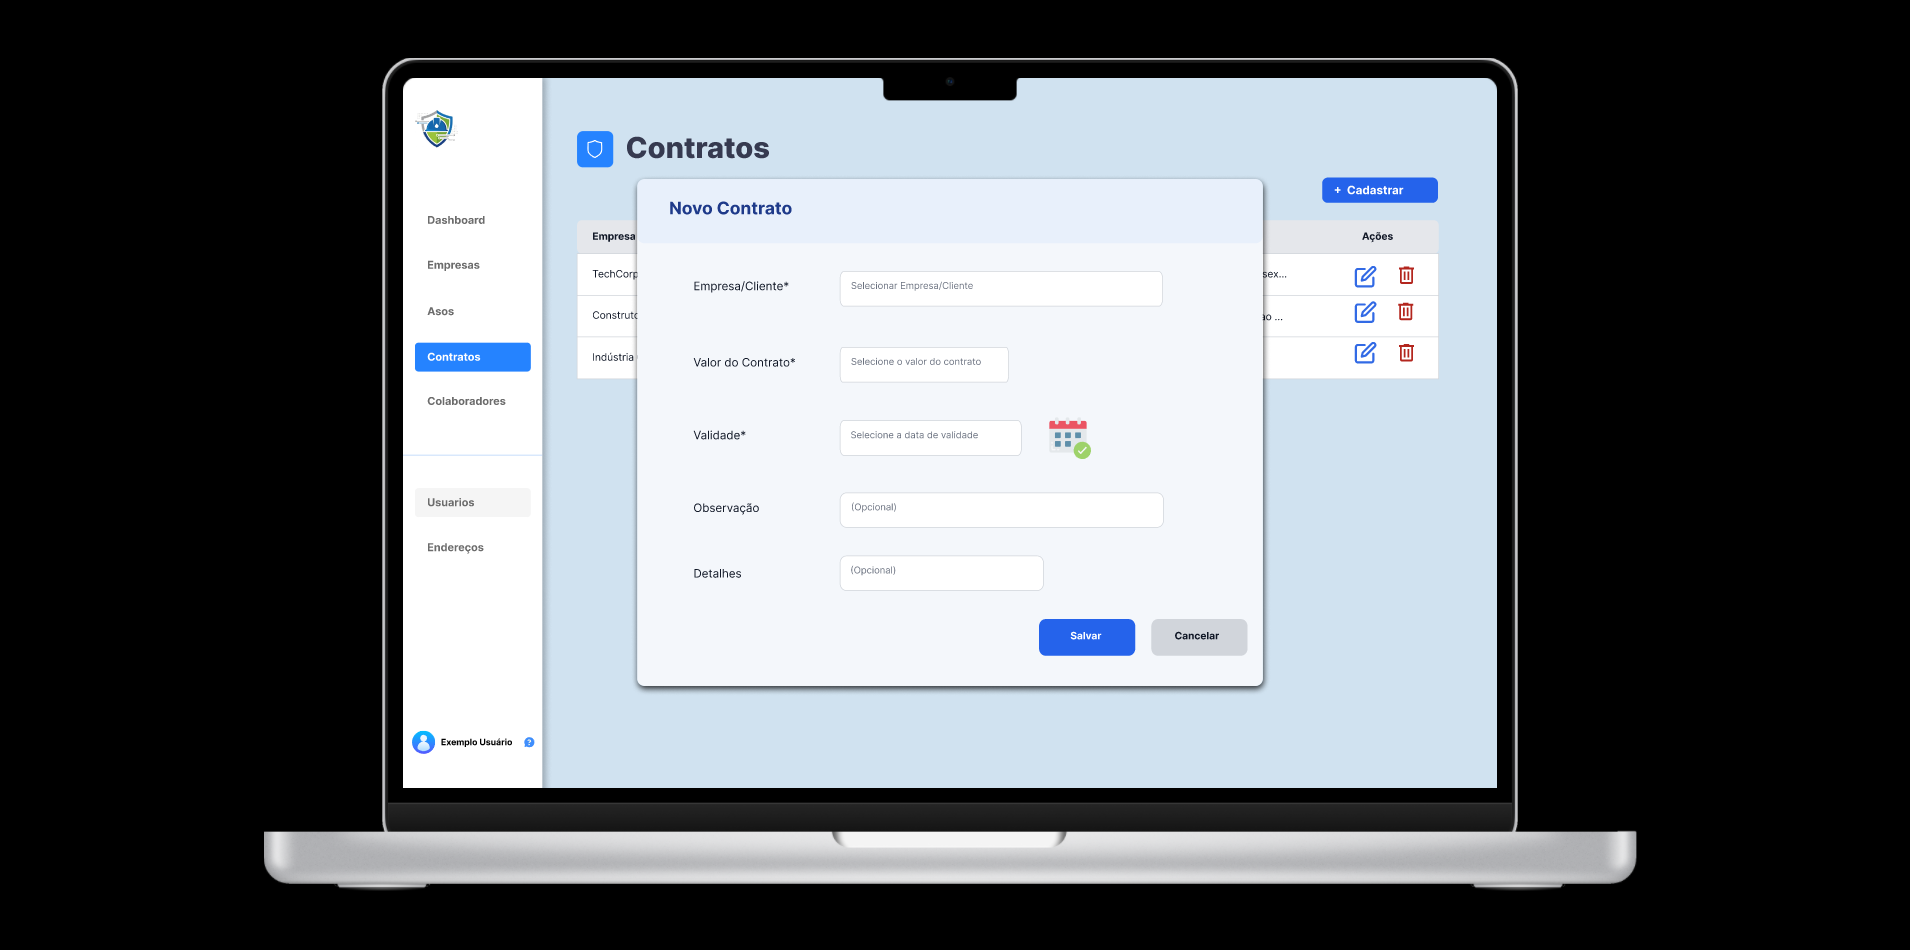 Contratos
+ Cadastrar
Dashboard
Empresas
Asos
Contratos
Colaboradores
Usuarios
Endereços
Exemplo Usuário
?
Empresa
Ações
TechCorp
sex...
Construto
ao ...
Indústria
Novo Contrato
Empresa/Cliente*
Selecionar Empresa/Cliente
Valor do Contrato*
Selecione o valor do contrato
Validade*
Selecione a data de validade
Observação
(Opcional)
Detalhes
(Opcional)
Salvar
Cancelar